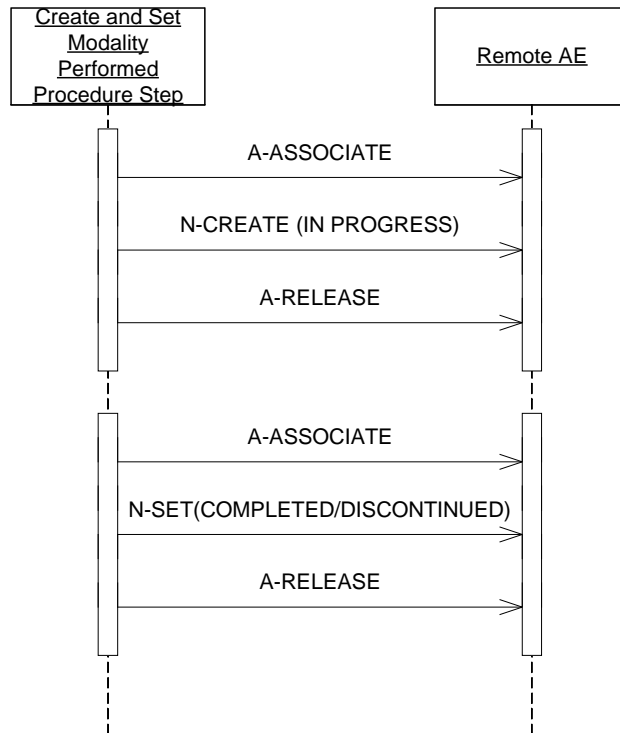 Create and Set
Modality
Performed
Procedure Step
Remote AE
A-ASSOCIATE
N-CREATE (IN PROGRESS)
A-RELEASE
A-ASSOCIATE
N-SET(COMPLETED/DISCONTINUED)
A-RELEASE